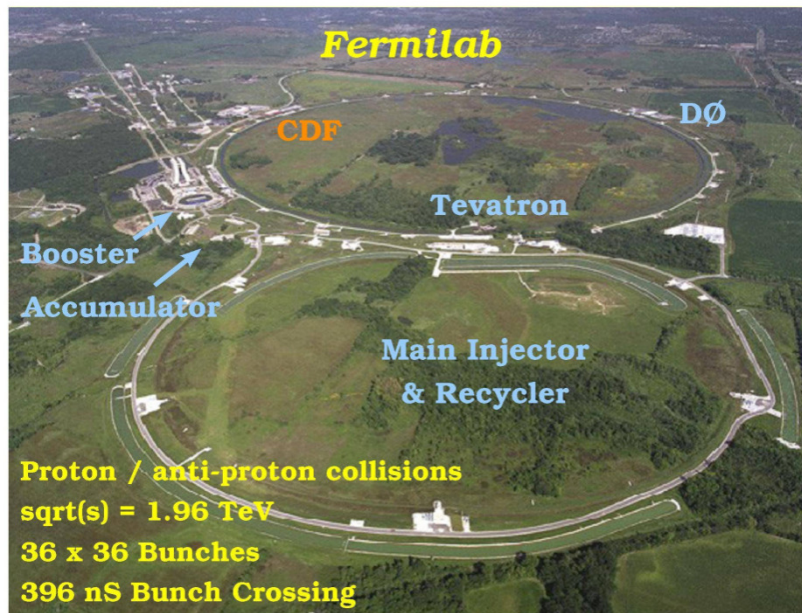 Fermilab
CDF
DØ
Tevatron
Booster
Accumulator
Main Injector
& Recycler
Proton / anti-proton collisions
sqrt(s) = 1.96 TeV
36 x 36 Bunches
396 nS Bunch Crossing